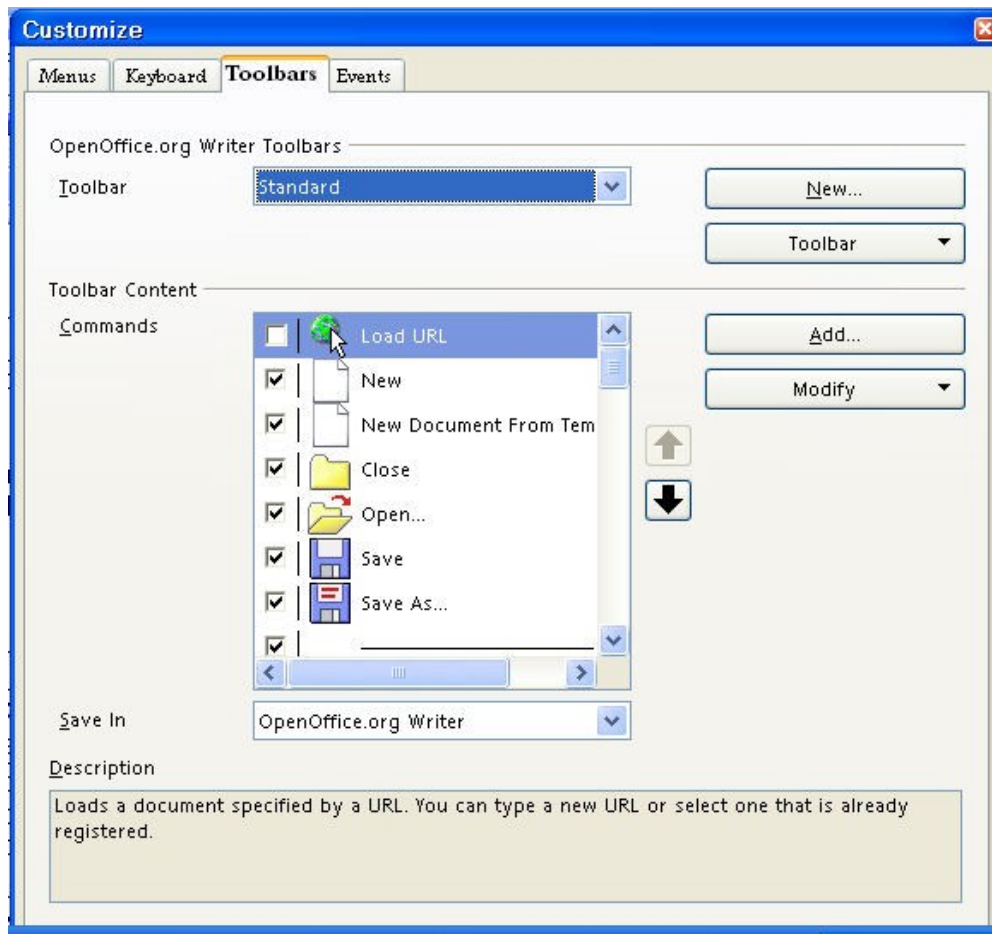 Customize
Menus Keyboard Toolbars Events
OpenOffice.org Writer Toolbars
Toolbar Standard New...
Toolbar
Toolbar Content
Commands Load URL Add...
New Modify
New Document From Tem
Close
Open...
Save
Save As...
Save In OpenOffice.org Writer
Description
Loads a document specified by a URL. You can type a new URL or select one that is already
registered.